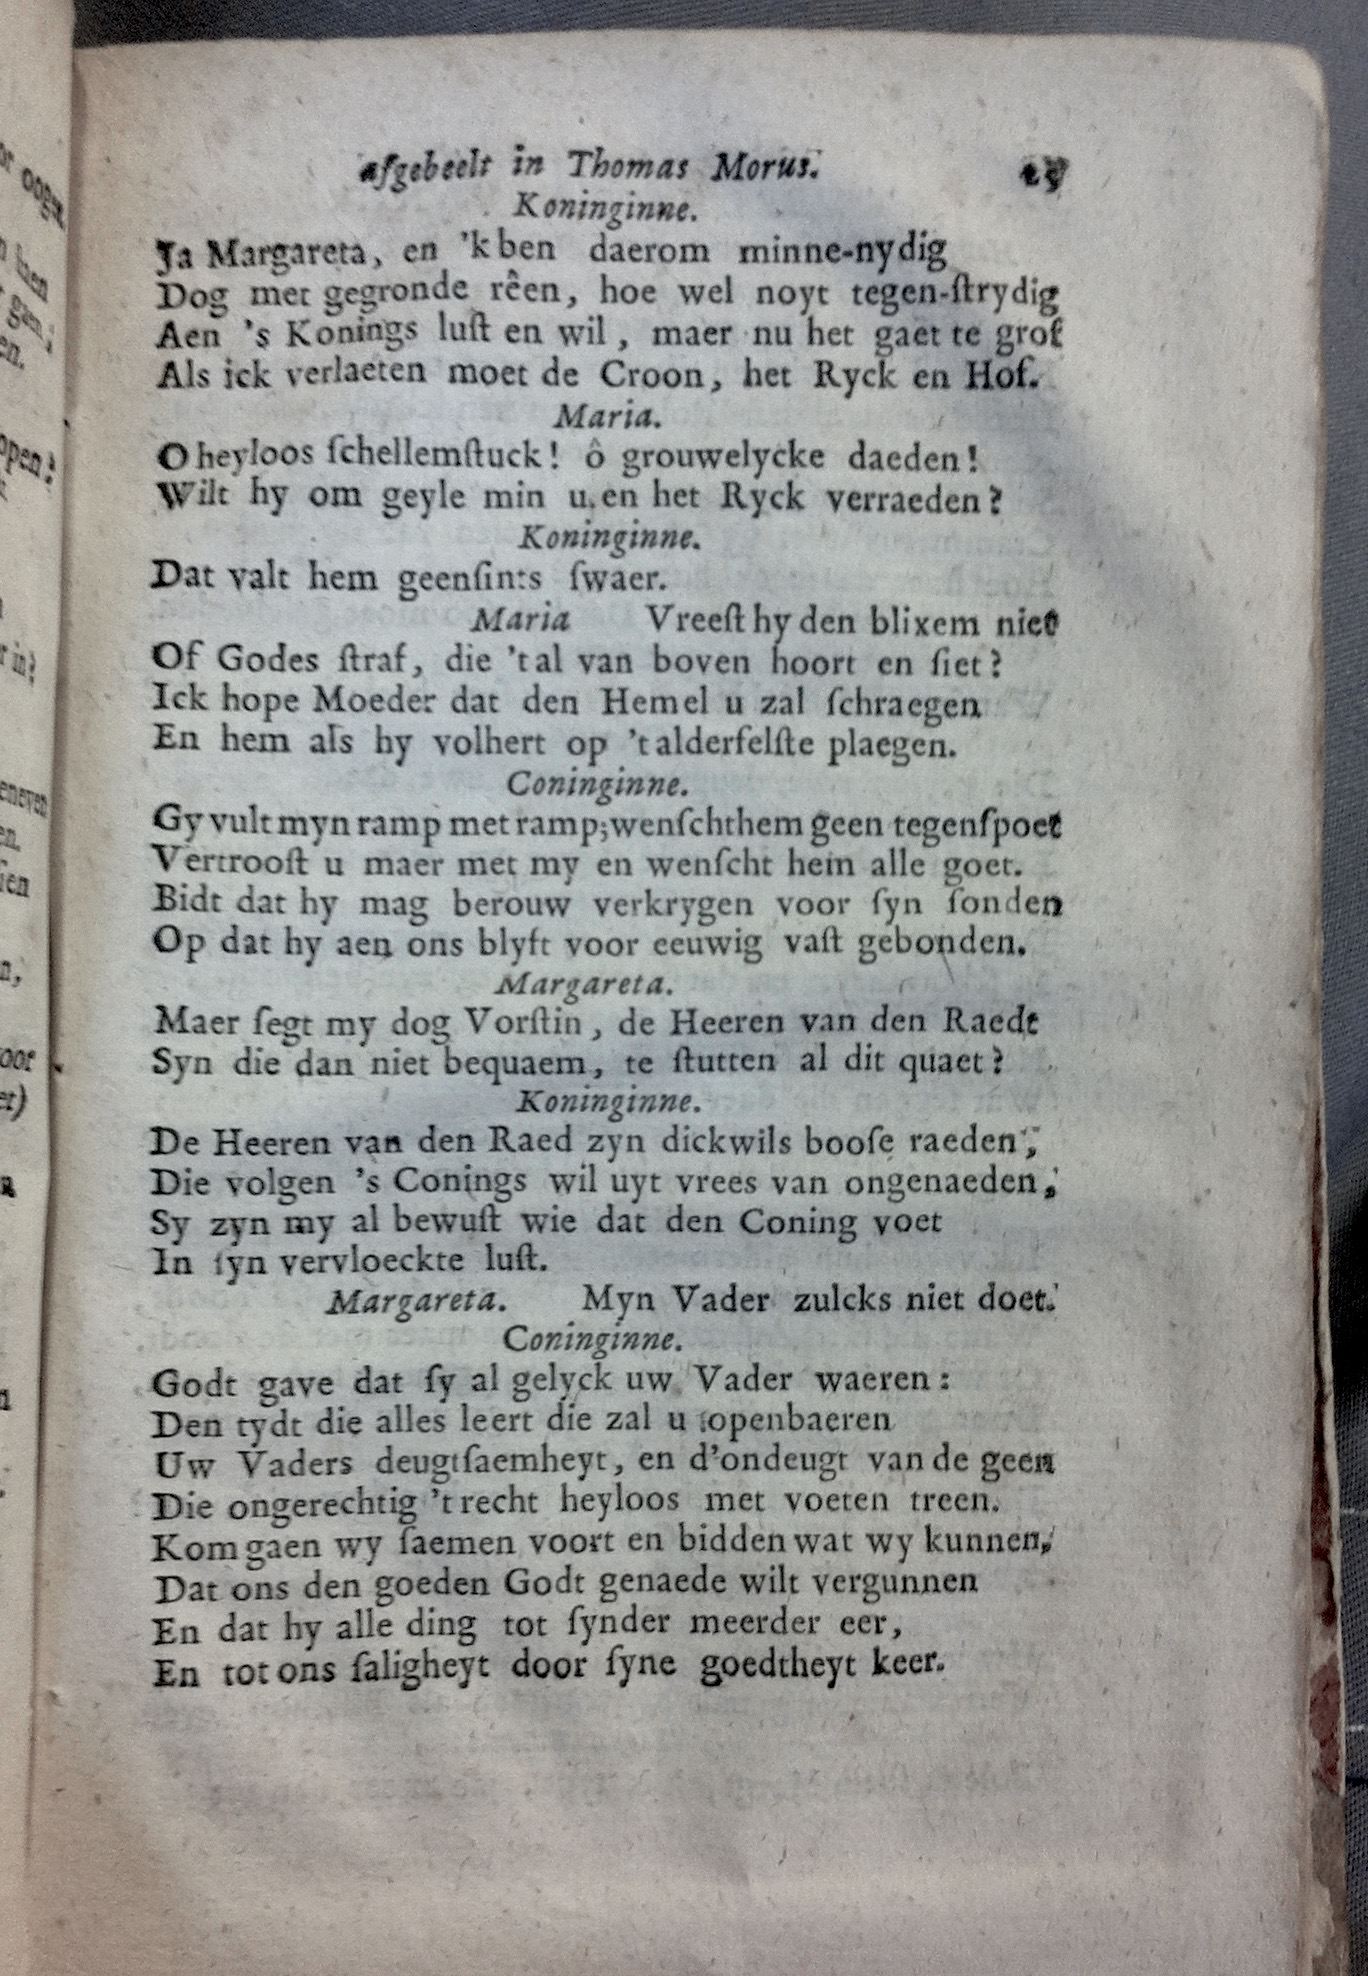 afgebeelt in Thomas Morus.
Koninginne.
Ja Margareta, en 'k ben daerom minne-nydig
Dog met gegronde rêen, hoe wel noyt tegen-ſtrydig
Aen 's Konings luſt en wil, maer nu het gaet te grof
Als ick verlaeten moet de Croon, het Ryck en Hof.
Maria.
O heyloos ſchellemſtuck! ô grouwelycke daeden!
Wilt hy om geyle min u en het Ryck verraeden?
Koninginne.
Dat valt hem geenſints ſwaer.
Maria Vreeſt hy den blixem niet
Of Godes ſtraf, die 't al van boven hoort en ſiet?
Ick hope Moeder dat den Hemel u zal ſchraegen
En hem als hy volhert op 't alderfelſte plaegen.
Coninginne.
Gy vult myn ramp met ramp; wenſcht hem geen tegenſpoet
Vertrooſt u maer met my en wenſcht hem alle goet.
Bidt dat hy mag berouw verkrygen voor ſyn ſonden
Op dat hy aen ons blyft voor eeuwig vaſt gebonden.
Margareta.
Maer ſegt my dog Vorſtin, de Heeren van den Raedt
Syn die dan niet bequaem, te ſtutten al dit quaet?
Koninginne.
De Heeren van den Raed zyn dickwils booſe raeden,
Die volgen 's Conings wil uyt vrees van ongenaeden,
Sy zyn my al bewuſt wie dat den Coning voet
In ſyn vervloeckte luſt.
Margareta. Myn Vader zulcks niet doet.
Coninginne.
Godt gave dat ſy al gelyck uw Vader waeren:
Den tydt die alles leert die zal u openbaeren
Uw Vaders deugtſaemheyt, en d'ondeugt van de geen
Die ongerechtig 't recht heyloos met voeten treen.
Kom gaen wy ſaemen voort en bidden wat wy kunnen,
Dat ons den goeden Godt genaede wilt vergunnen
En dat hy alle ding tot ſynder meerder eer,
En tot ons ſaligheyt door ſyne goedtheyt keer.